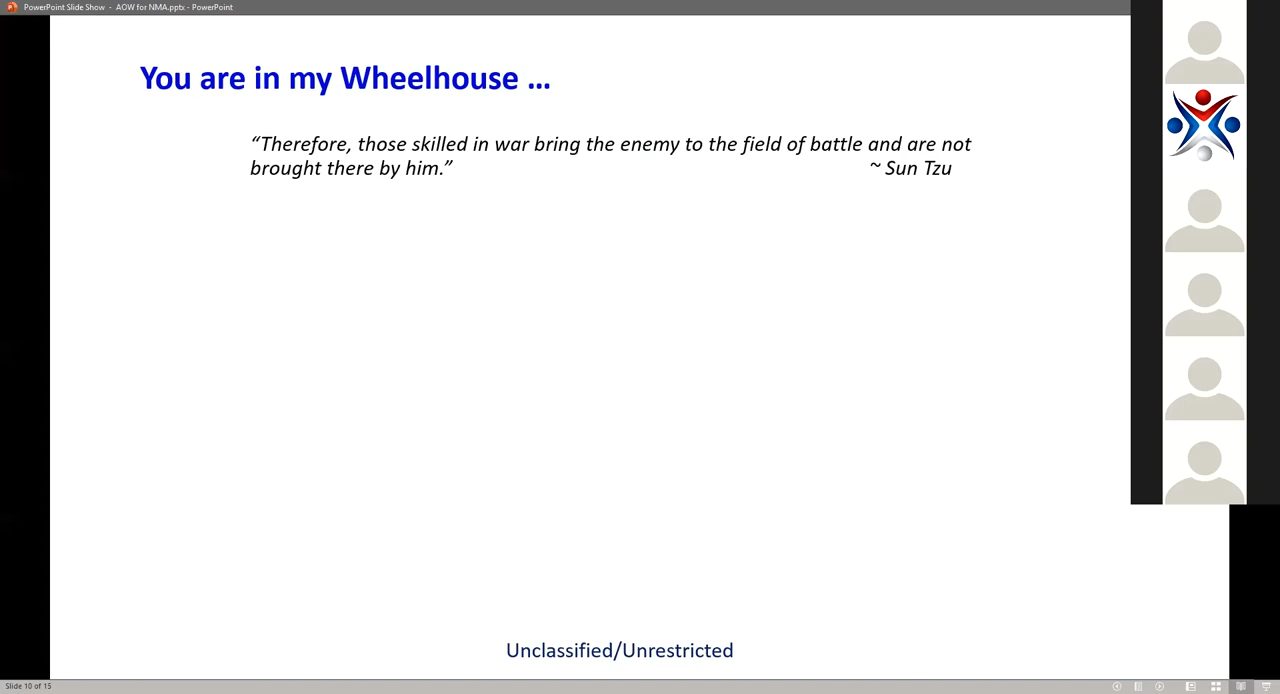 PowerPoint Slide Show - AOW for NMA.pptx - PowerPoint
You are in my Wheelhouse ...
“Therefore, those skilled in war bring the enemy to the field of battle and are not
brought there by him.” ~ Sun Tzu
Unclassified/Unrestricted
Slide 10 of 15